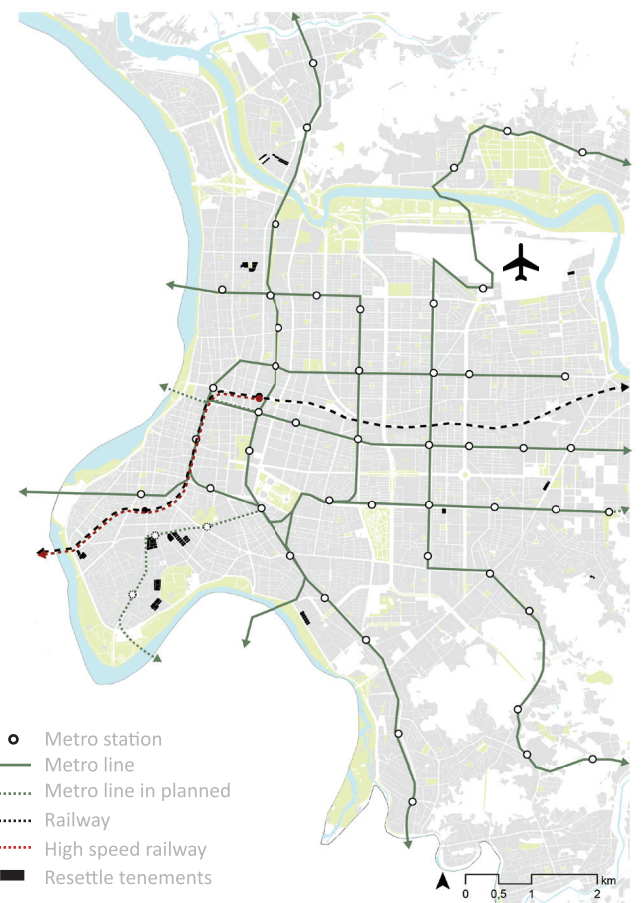 Metro station
Metro line
Metro line in planned
Railway
High speed railway
Resettle tenements
km
0 0.5 1 2